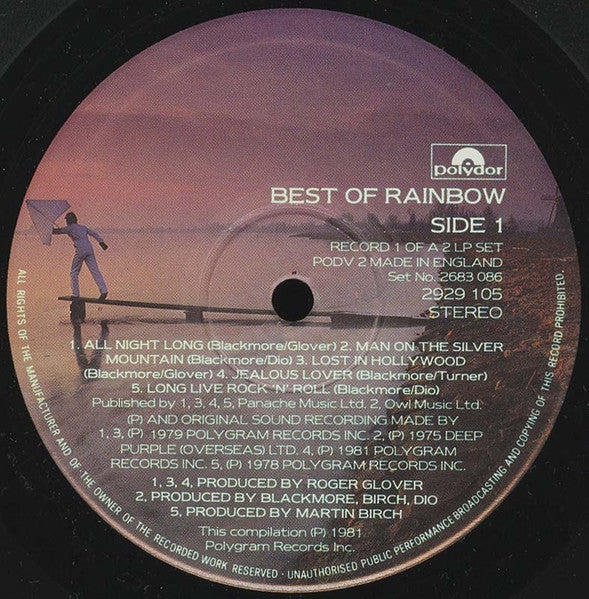 polydor
BEST OF RAINBOW
SIDE 1
RECORD 1 OF A 2 LP SET
PODV 2 MADE IN ENGLAND
Set No. 2683 086
2929 105
STEREO
1. ALL NIGHT LONG (Blackmore/Glover) 2. MAN ON THE SILVER
MOUNTAIN (Blackmore/Dio) 3. LOST IN HOLLYWOOD
(Blackmore/Glover) 4. JEALOUS LOVER (Blackmore/Turner)
5. LONG LIVE ROCK 'N' ROLL (Blackmore/Dio)
Published by 1, 3, 4, 5, Panache Music Ltd. 2, Owl Music Ltd.
(P) AND ORIGINAL SOUND RECORDING MADE BY
1, 3, (P) 1979 POLYGRAM RECORDS INC. 2, (P) 1975 DEEP
PURPLE (OVERSEAS) LTD. 4, (P) 1981 POLYGRAM
RECORDS INC. 5, (P) 1978 POLYGRAM RECORDS INC.
1, 3, 4, PRODUCED BY ROGER GLOVER
2, PRODUCED BY BLACKMORE, BIRCH, DIO
5, PRODUCED BY MARTIN BIRCH
This compilation (P) 1981
Polygram Records Inc.
ALL RIGHTS OF THE MANUFACTURER AND OF THE OWNER OF THE RECORDED WORK RESERVED · UNAUTHORISED PUBLIC PERFORMANCE BROADCASTING AND COPYING OF THIS RECORD PROHIBITED.